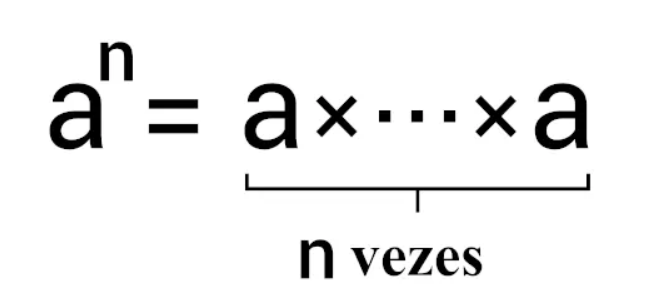 aⁿ = a × ··· × a
n vezes